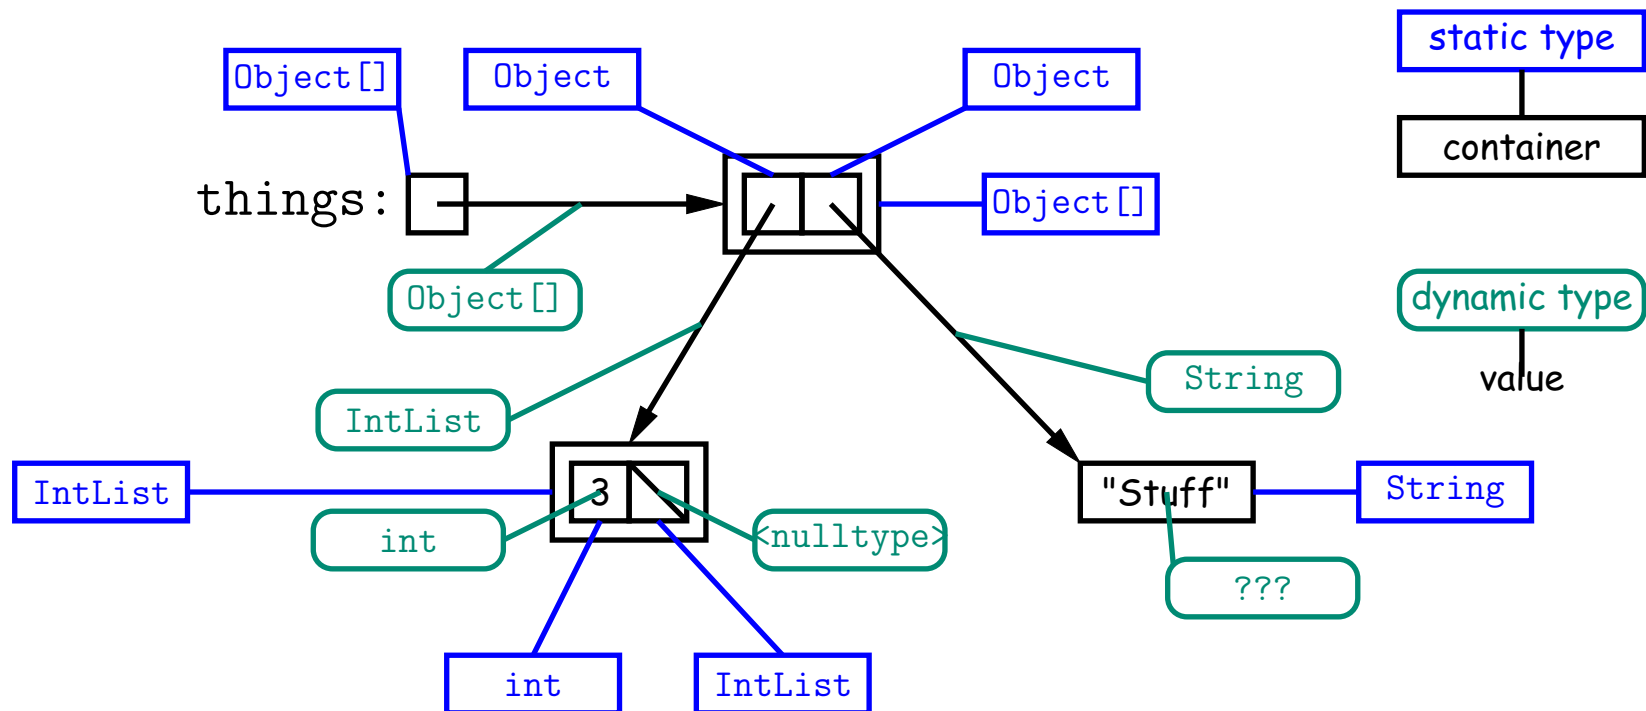 static type
Object[]
Object
Object
container
things:
Object[]
Object[]
dynamic type
String
value
IntList
IntList
3
"Stuff"
String
int
<nulltype>
???
int
IntList